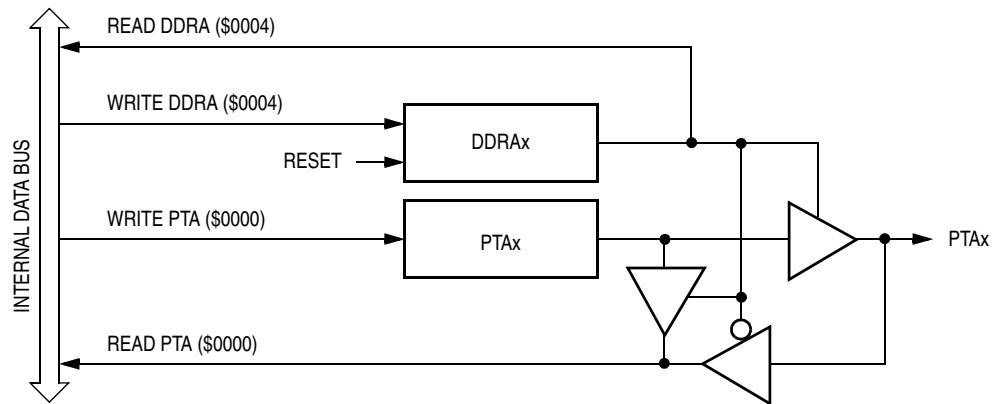 READ DDRA ($0004)
WRITE DDRA ($0004)
DDRAx
RESET
WRITE PTA ($0000)
PTAx
PTAx
READ PTA ($0000)
INTERNAL DATA BUS